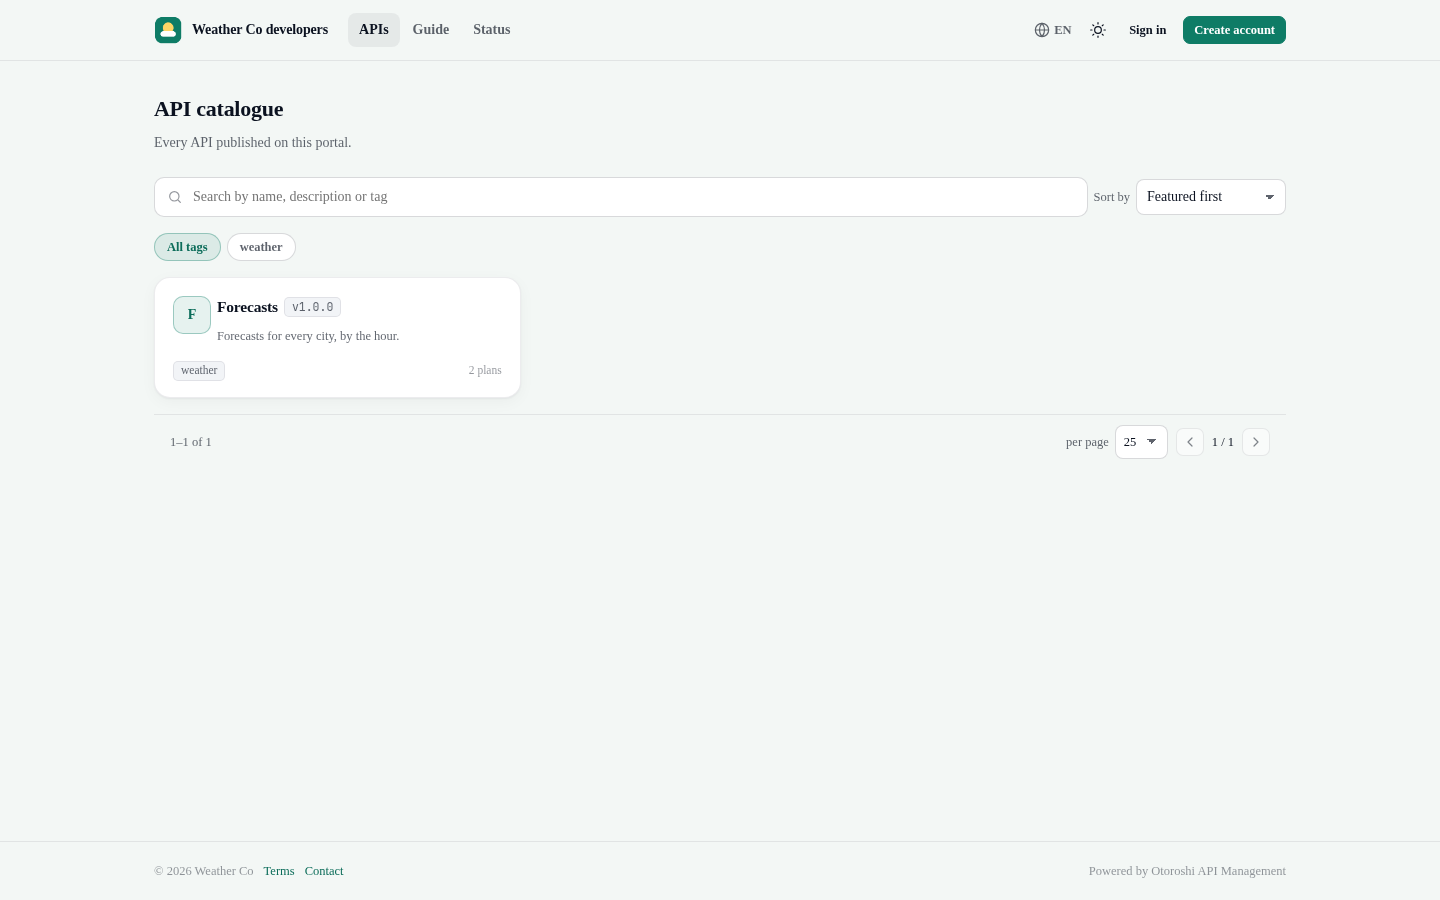 Weather Co developers APIs Guide Status EN Sign in Create account
API catalogue
Every API published on this portal.
Search by name, description or tag Sort by Featured first
All tags weather
F Forecasts v1.0.0
Forecasts for every city, by the hour.
weather 2 plans
1–1 of 1 per page 25 1 / 1
© 2026 Weather Co Terms Contact Powered by Otoroshi API Management